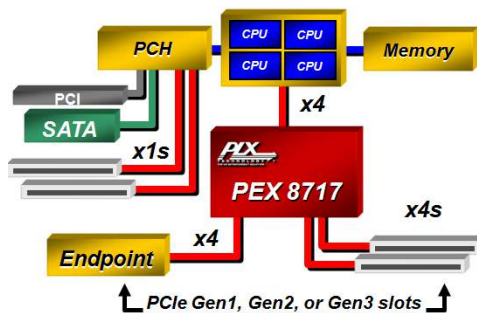 PCH
CPU
CPU
CPU
CPU
Memory
PCI
SATA
x1s
x4
PLX
TECHNOLOGY
PEX 8717
x4s
x4
Endpoint
PCIe Gen1, Gen2, or Gen3 slots